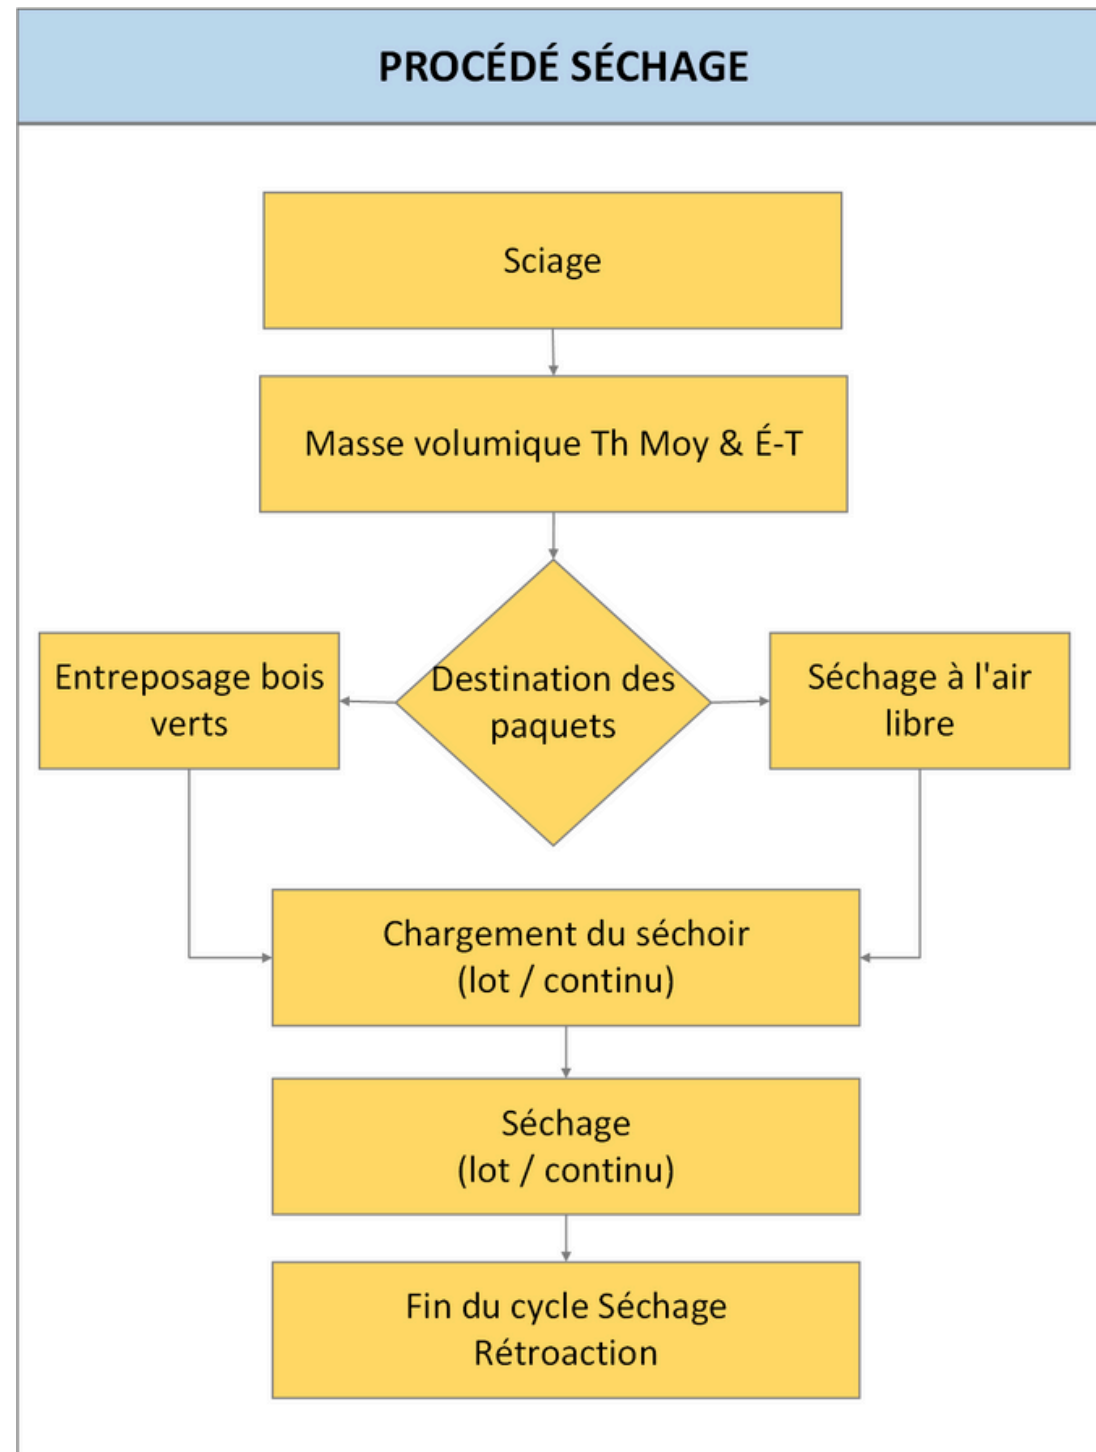 PROCÉDÉ SÉCHAGE
Sciage
Masse volumique Th Moy & É-T
Destination des
paquets
Entreposage bois
verts
Séchage à l'air
libre
Chargement du séchoir
(lot / continu)
Séchage
(lot / continu)
Fin du cycle Séchage
Rétroaction